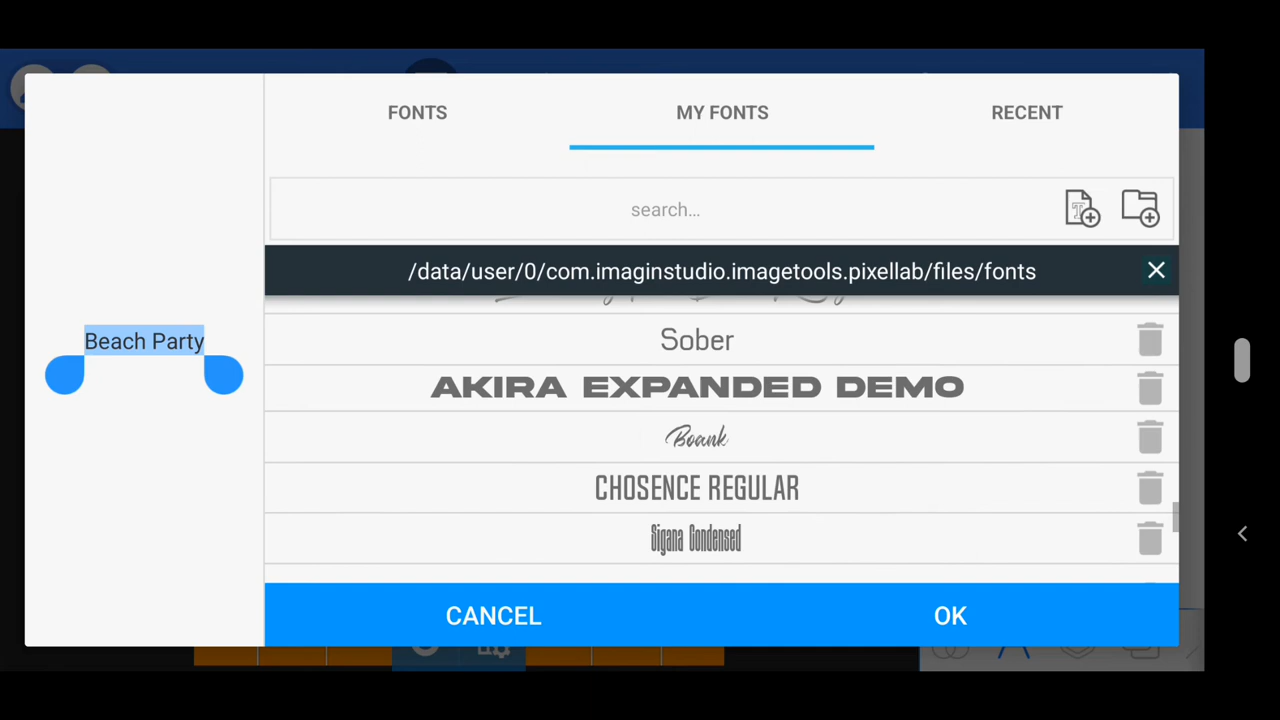 FONTS MY FONTS RECENT
search...
/data/user/0/com.imaginstudio.imagetools.pixellab/files/fonts
Beach Party
Sober
AKIRA EXPANDED DEMO
Boank
CHOSENCE REGULAR
Sigana Condensed
CANCEL OK